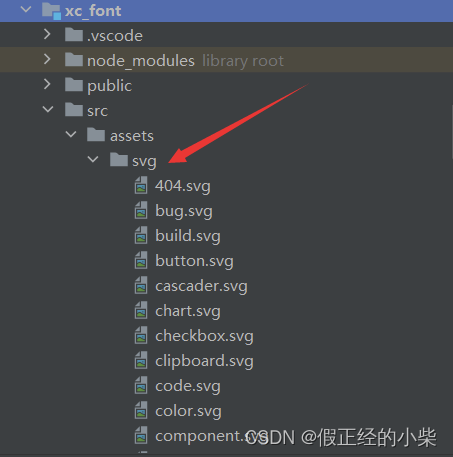 xc_font
.vscode
node_modules library root
public
src
assets
svg
404.svg
bug.svg
build.svg
button.svg
cascader.svg
chart.svg
checkbox.svg
clipboard.svg
code.svg
color.svg
component.svg
CSDN @假正经的小柴